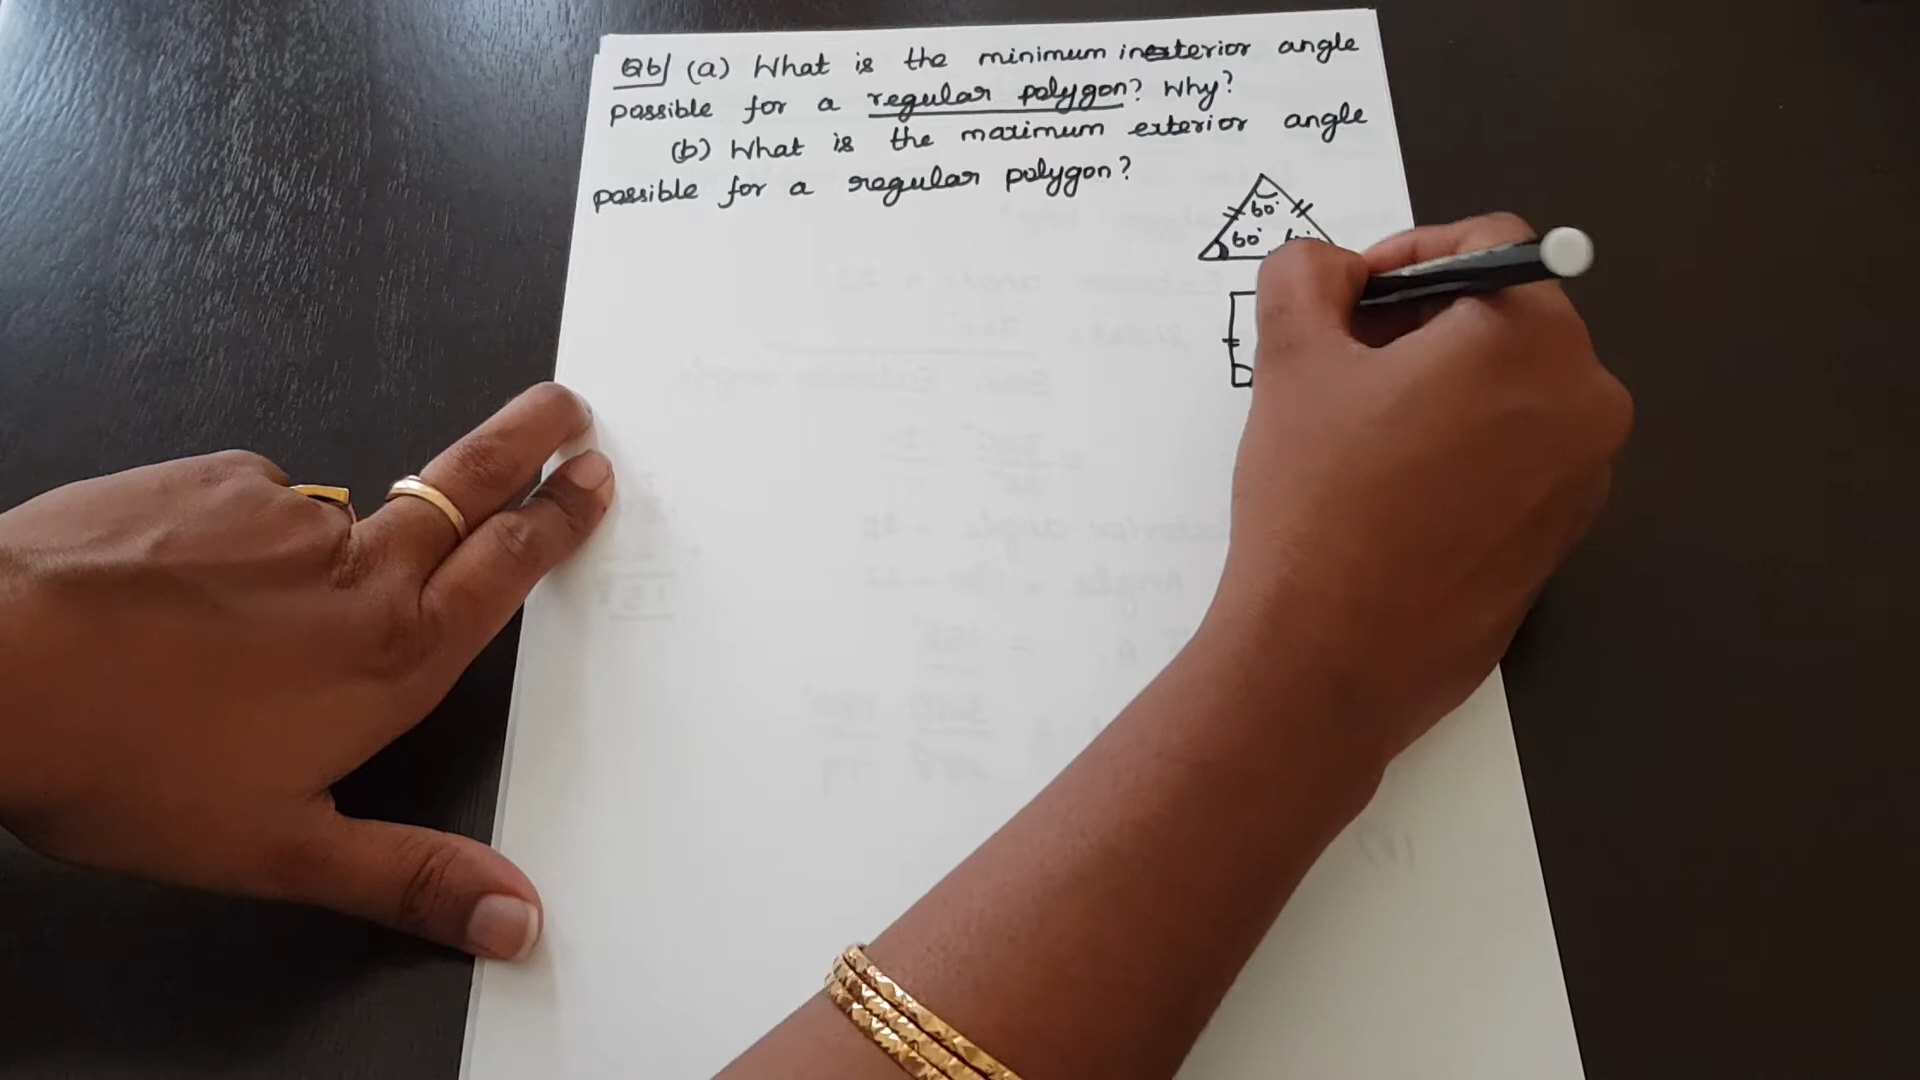 Q6/ (a) What is the minimum interior angle
possible for a regular polygon? Why?
(b) What is the maximum exterior angle
possible for a regular polygon?
60°
60°